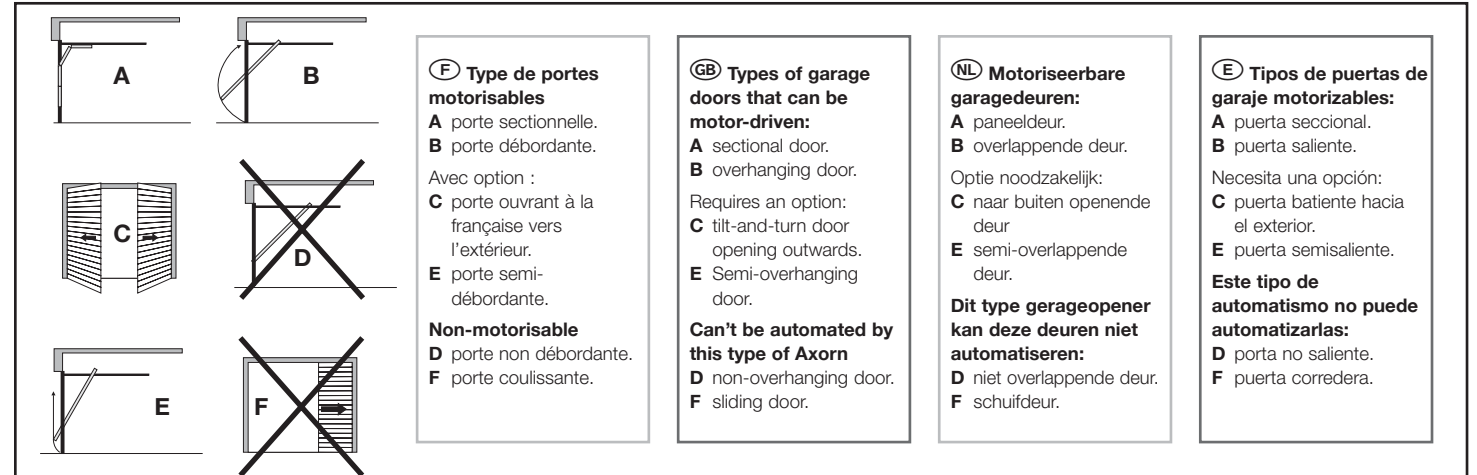 A
B
C
D
E
F
(F) Type de portes
motorisables
A porte sectionnelle.
B porte débordante.
Avec option :
C porte ouvrant à la
française vers
l'extérieur.
E porte semi-
débordante.
Non-motorisable
D porte non débordante.
F porte coulissante.
(GB) Types of garage
doors that can be
motor-driven:
A sectional door.
B overhanging door.
Requires an option:
C tilt-and-turn door
opening outwards.
E Semi-overhanging
door.
Can't be automated by
this type of Axorn
D non-overhanging door.
F sliding door.
(NL) Motoriseerbare
garagedeuren:
A paneeldeur.
B overlappende deur.
Optie noodzakelijk:
C naar buiten openende
deur
E semi-overlappende
deur.
Dit type gerageopener
kan deze deuren niet
automatiseren:
D niet overlappende deur.
F schuifdeur.
(E) Tipos de puertas de
garaje motorizables:
A puerta seccional.
B puerta saliente.
Necesita una opción:
C puerta batiente hacia
el exterior.
E puerta semisaliente.
Este tipo de
automatismo no puede
automatizarlas:
D porta no saliente.
F puerta corredera.